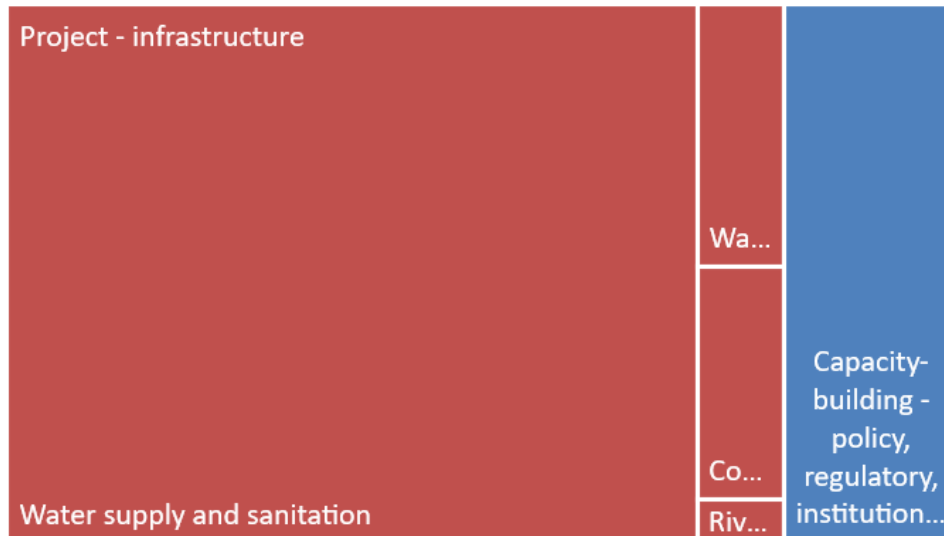 Project - infrastructure
Water supply and sanitation
Wa...
Co...
Riv...
Capacity-
building -
policy,
regulatory,
institution...